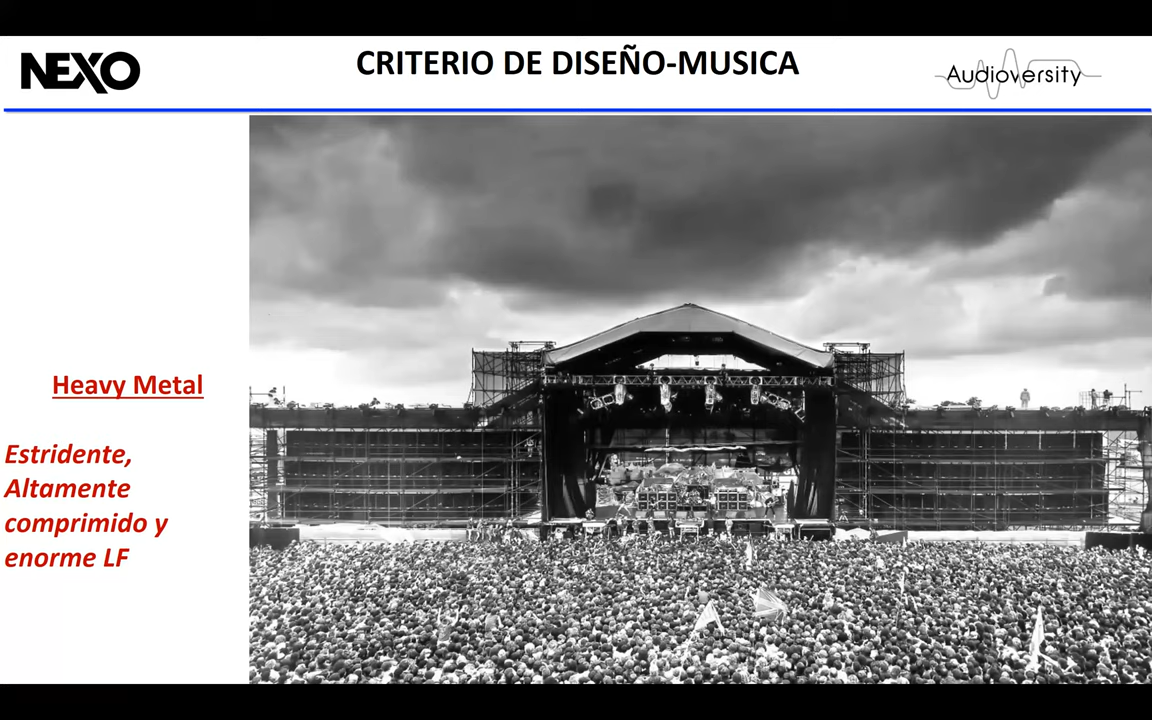 NEXO
CRITERIO DE DISEÑO-MUSICA
Audioversity
Heavy Metal
Estridente,
Altamente
comprimido y
enorme LF